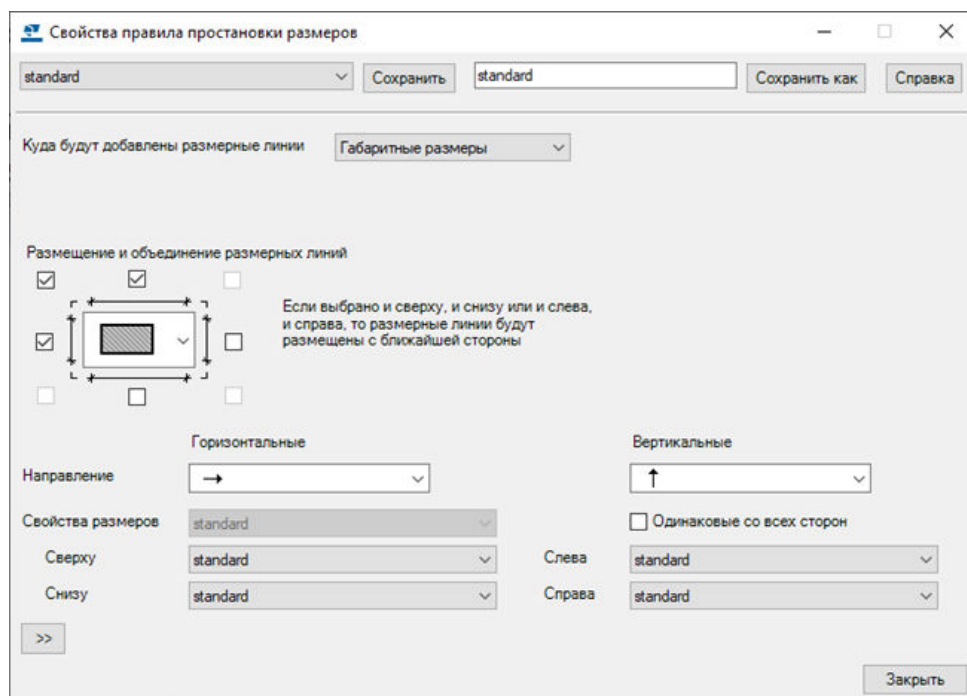 Свойства правила простановки размеров
standard Сохранить standard Сохранить как Справка
Куда будут добавлены размерные линии Габаритные размеры
Размещение и объединение размерных линий
Если выбрано и сверху, и снизу или и слева,
и справа, то размерные линии будут
размещены с ближайшей стороны
Горизонтальные Вертикальные
Направление
Свойства размеров standard Одинаковые со всех сторон
Сверху standard Слева standard
Снизу standard Справа standard
>>
Закрыть